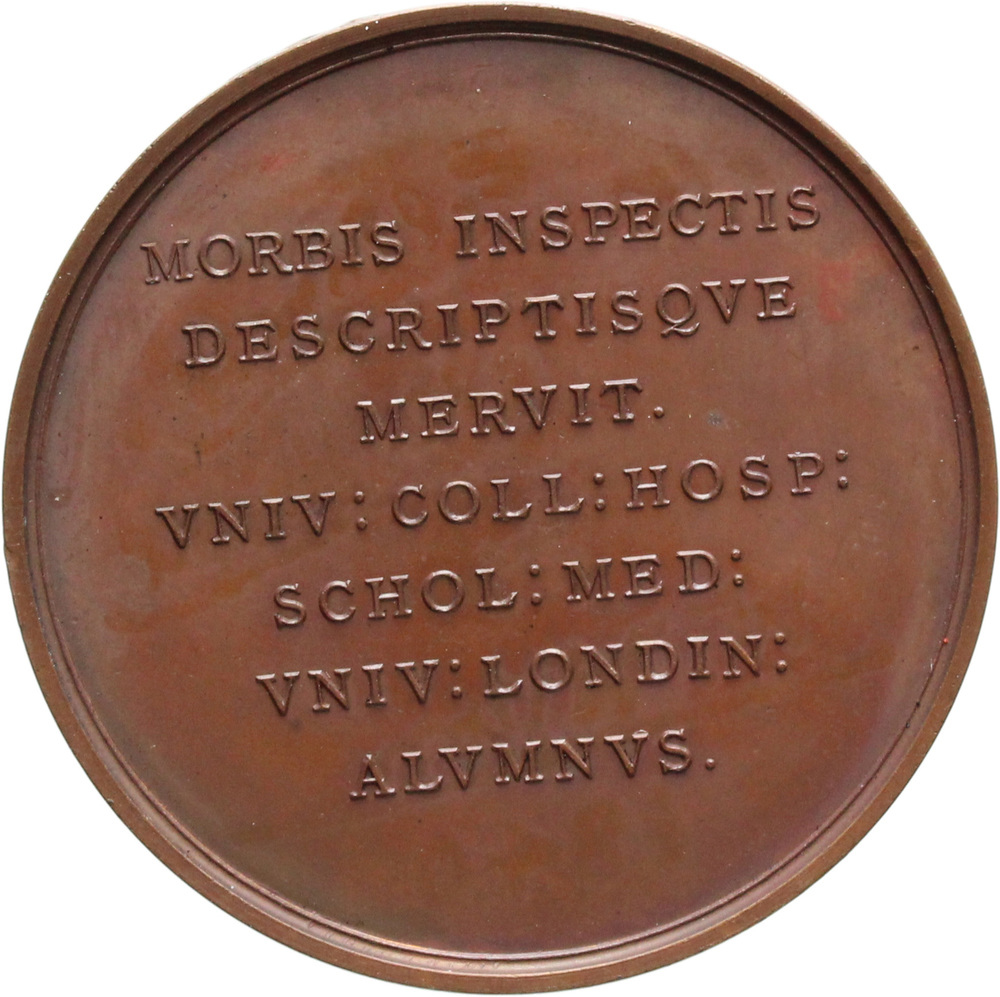 MORBIS INSPECTIS
DESCRIPTISQVE
MERVIT.
VNIV: COLL: HOSP:
SCHOL: MED:
VNIV: LONDIN:
ALVMNVS.